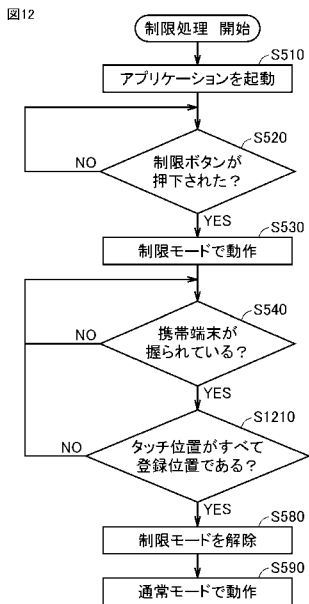 図12
制限処理 開始
S510
アプリケーションを起動
S520
制限ボタンが
押下された？
NO
YES
S530
制限モードで動作
S540
携帯端末が
握られている？
NO
YES
S1210
タッチ位置がすべて
登録位置である？
NO
YES
S580
制限モードを解除
S590
通常モードで動作